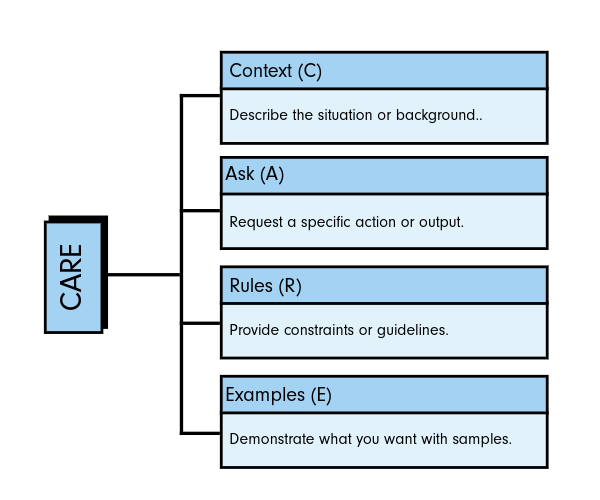 CARE
Context (C)
Describe the situation or background..
Ask (A)
Request a specific action or output.
Rules (R)
Provide constraints or guidelines.
Examples (E)
Demonstrate what you want with samples.